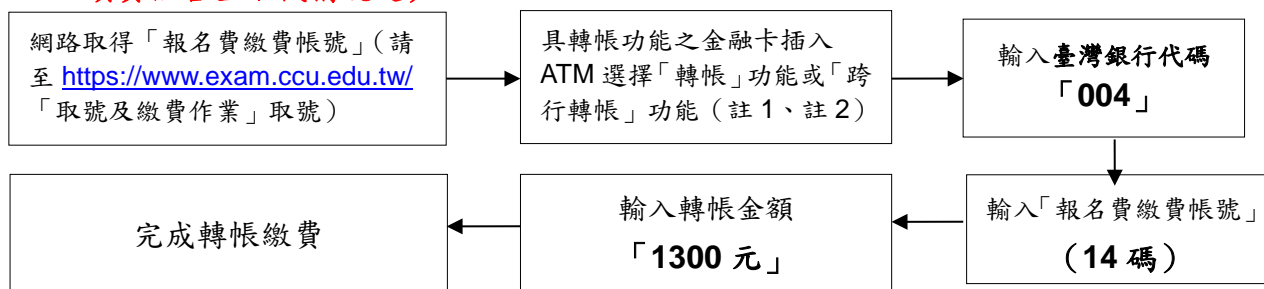 網路取得「報名費繳費帳號」（請
至 https://www.exam.ccu.edu.tw/
「取號及繳費作業」取號）
具轉帳功能之金融卡插入
ATM 選擇「轉帳」功能或「跨
行轉帳」功能（註 1、註 2）
輸入臺灣銀行代碼
「004」
輸入「報名費繳費帳號」
（14 碼）
輸入轉帳金額
「1300 元」
完成轉帳繳費